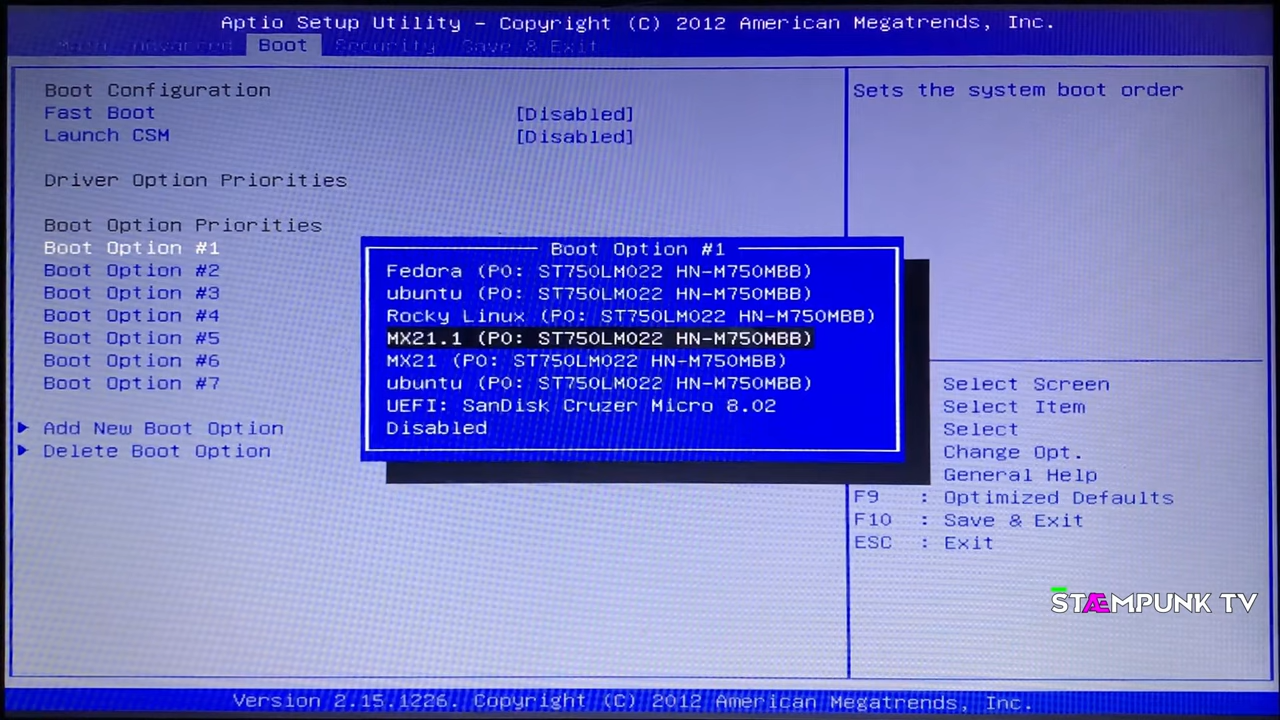 Aptio Setup Utility - Copyright (C) 2012 American Megatrends, Inc.
Main Advanced Boot Security Save & Exit
Boot Configuration
Fast Boot [Disabled]
Launch CSM [Disabled]
Driver Option Priorities
Boot Option Priorities
Boot Option #1
Boot Option #2
Boot Option #3
Boot Option #4
Boot Option #5
Boot Option #6
Boot Option #7
Add New Boot Option
Delete Boot Option
Boot Option #1
Fedora (P0: ST750LM022 HN-M750MBB)
ubuntu (P0: ST750LM022 HN-M750MBB)
Rocky Linux (P0: ST750LM022 HN-M750MBB)
MX21.1 (P0: ST750LM022 HN-M750MBB)
MX21 (P0: ST750LM022 HN-M750MBB)
ubuntu (P0: ST750LM022 HN-M750MBB)
UEFI: SanDisk Cruzer Micro 8.02
Disabled
Sets the system boot order
Select Screen
Select Item
Select
Change Opt.
General Help
F9 : Optimized Defaults
F10 : Save & Exit
ESC : Exit
STÆMPUNK TV
Version 2.15.1226. Copyright (C) 2012 American Megatrends, Inc.